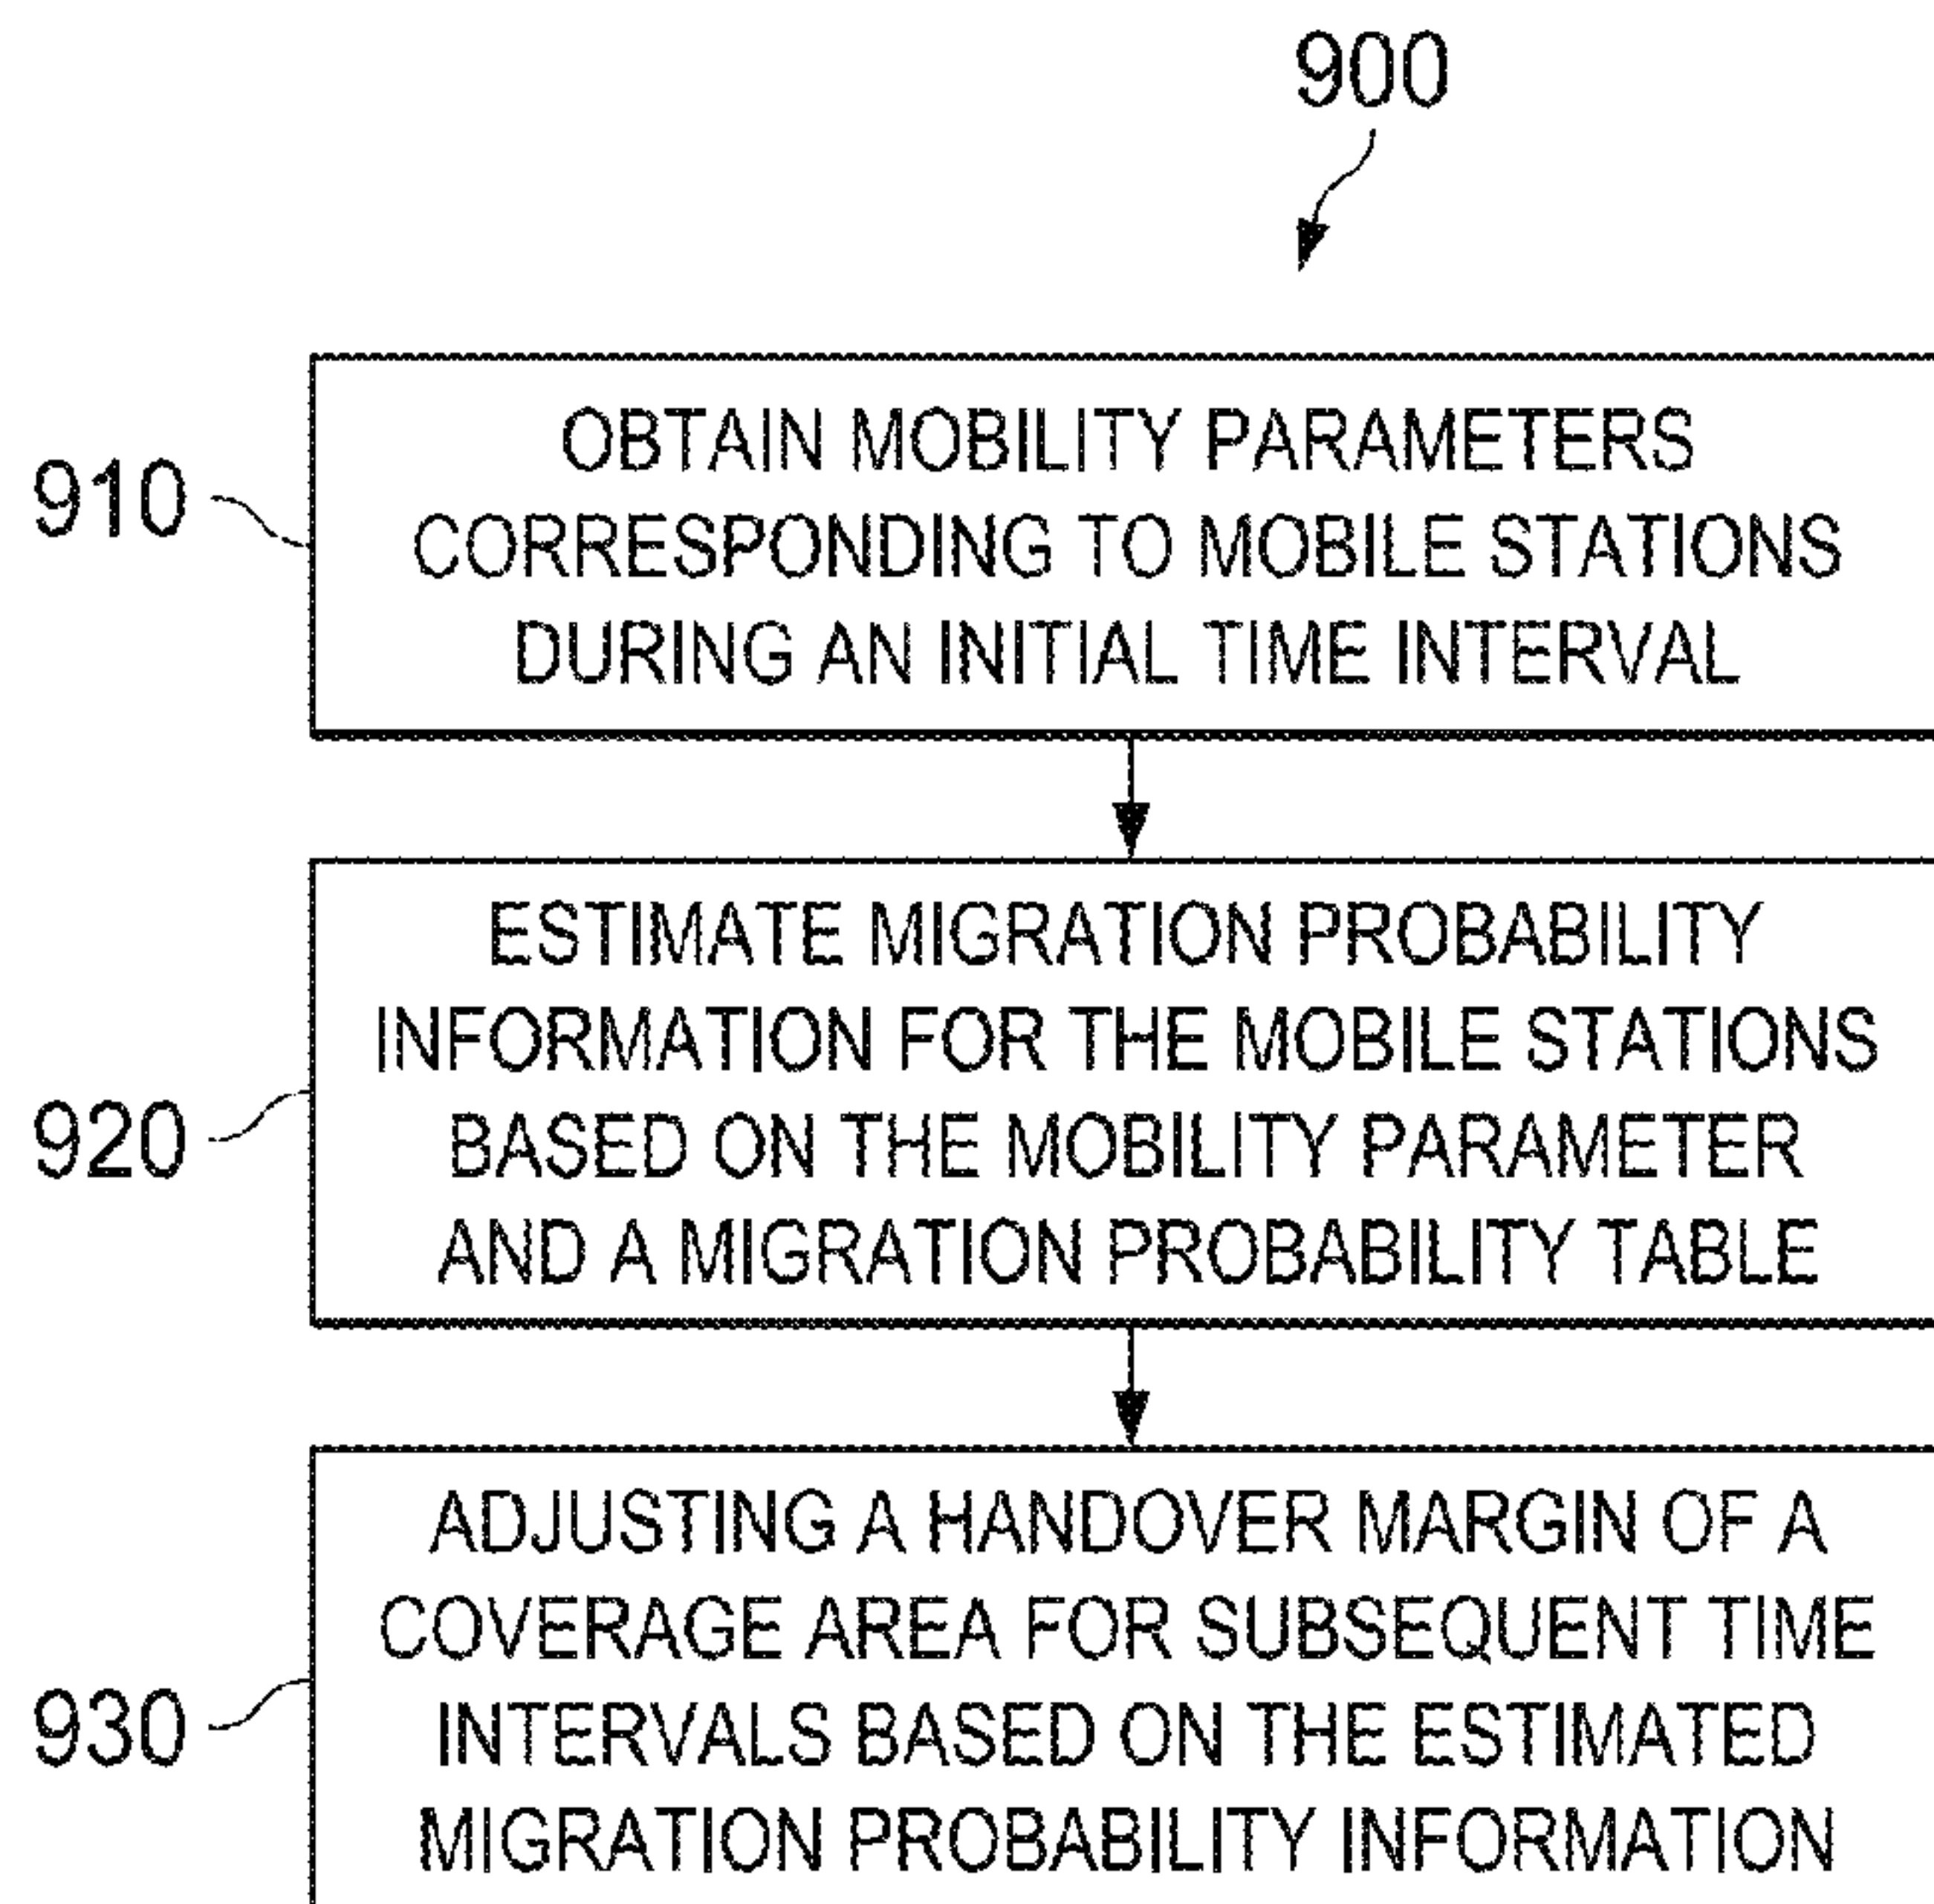 900
910
OBTAIN MOBILITY PARAMETERS
CORRESPONDING TO MOBILE STATIONS
DURING AN INITIAL TIME INTERVAL
920
ESTIMATE MIGRATION PROBABILITY
INFORMATION FOR THE MOBILE STATIONS
BASED ON THE MOBILITY PARAMETER
AND A MIGRATION PROBABILITY TABLE
930
ADJUSTING A HANDOVER MARGIN OF A
COVERAGE AREA FOR SUBSEQUENT TIME
INTERVALS BASED ON THE ESTIMATED
MIGRATION PROBABILITY INFORMATION